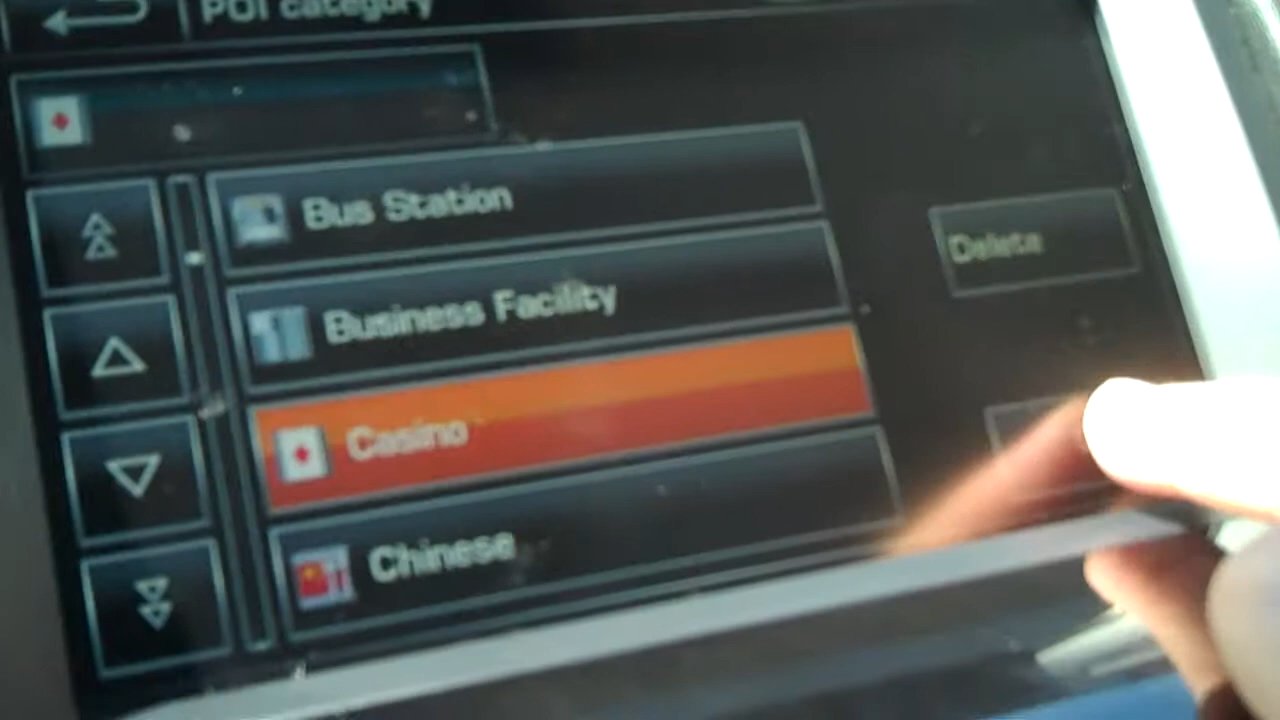 POI category
Bus Station
Business Facility
Delete
Casino
Chinese